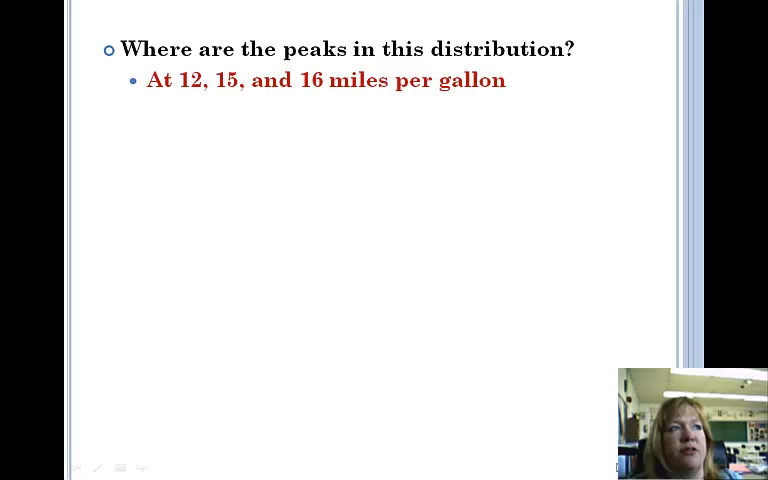 Where are the peaks in this distribution?
At 12, 15, and 16 miles per gallon